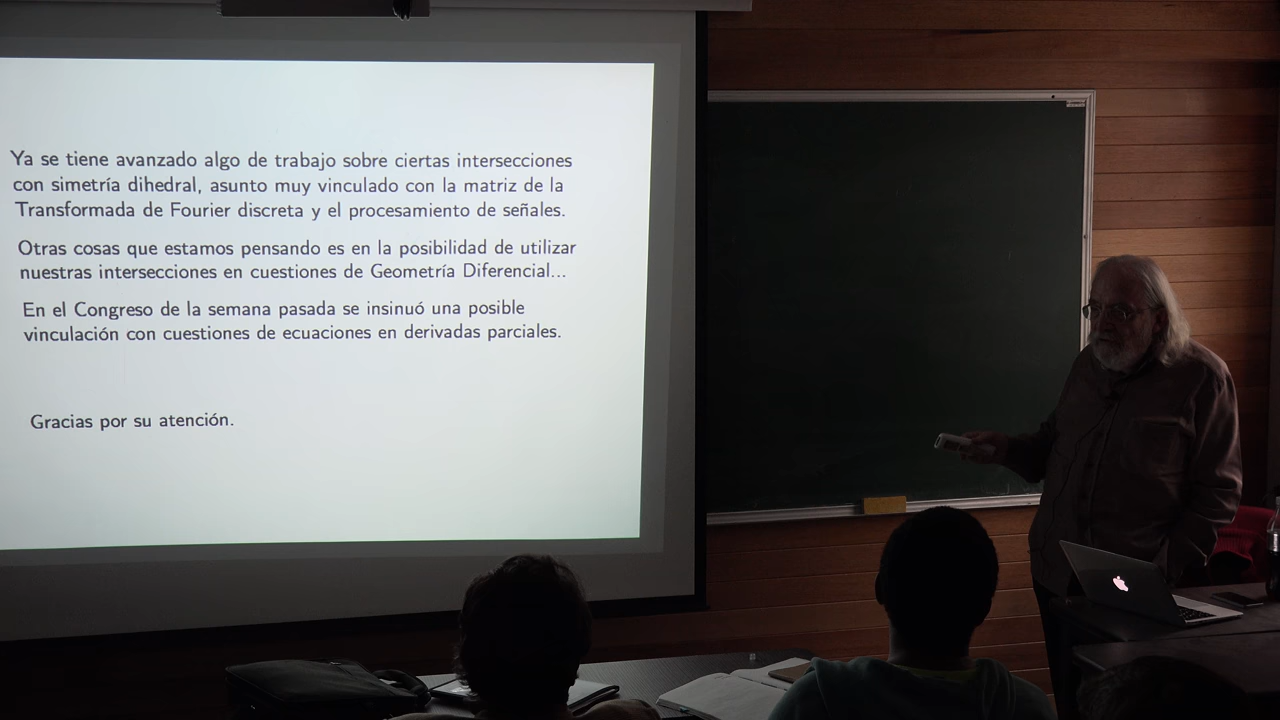 Ya se tiene avanzado algo de trabajo sobre ciertas intersecciones
con simetría dihedral, asunto muy vinculado con la matriz de la
Transformada de Fourier discreta y el procesamiento de señales.
Otras cosas que estamos pensando es en la posibilidad de utilizar
nuestras intersecciones en cuestiones de Geometría Diferencial...
En el Congreso de la semana pasada se insinuó una posible
vinculación con cuestiones de ecuaciones en derivadas parciales.
Gracias por su atención.